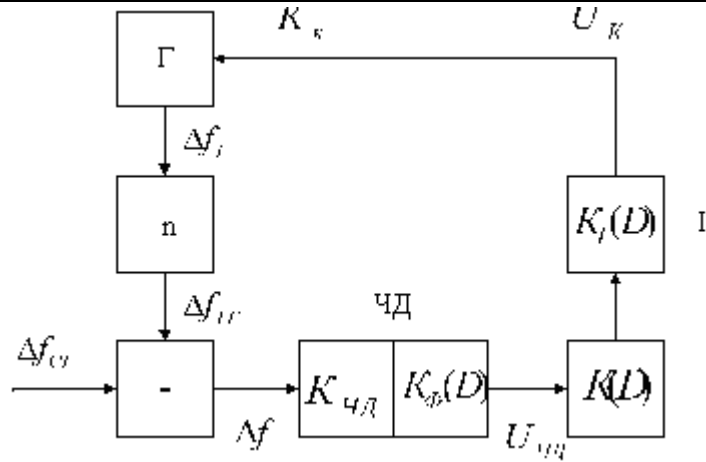 K к U K
Г
Δf
n
K (D) I
Δf
ЧД
Δf
- K ЧД K Ф (D) K(D)
Δf U ЧД